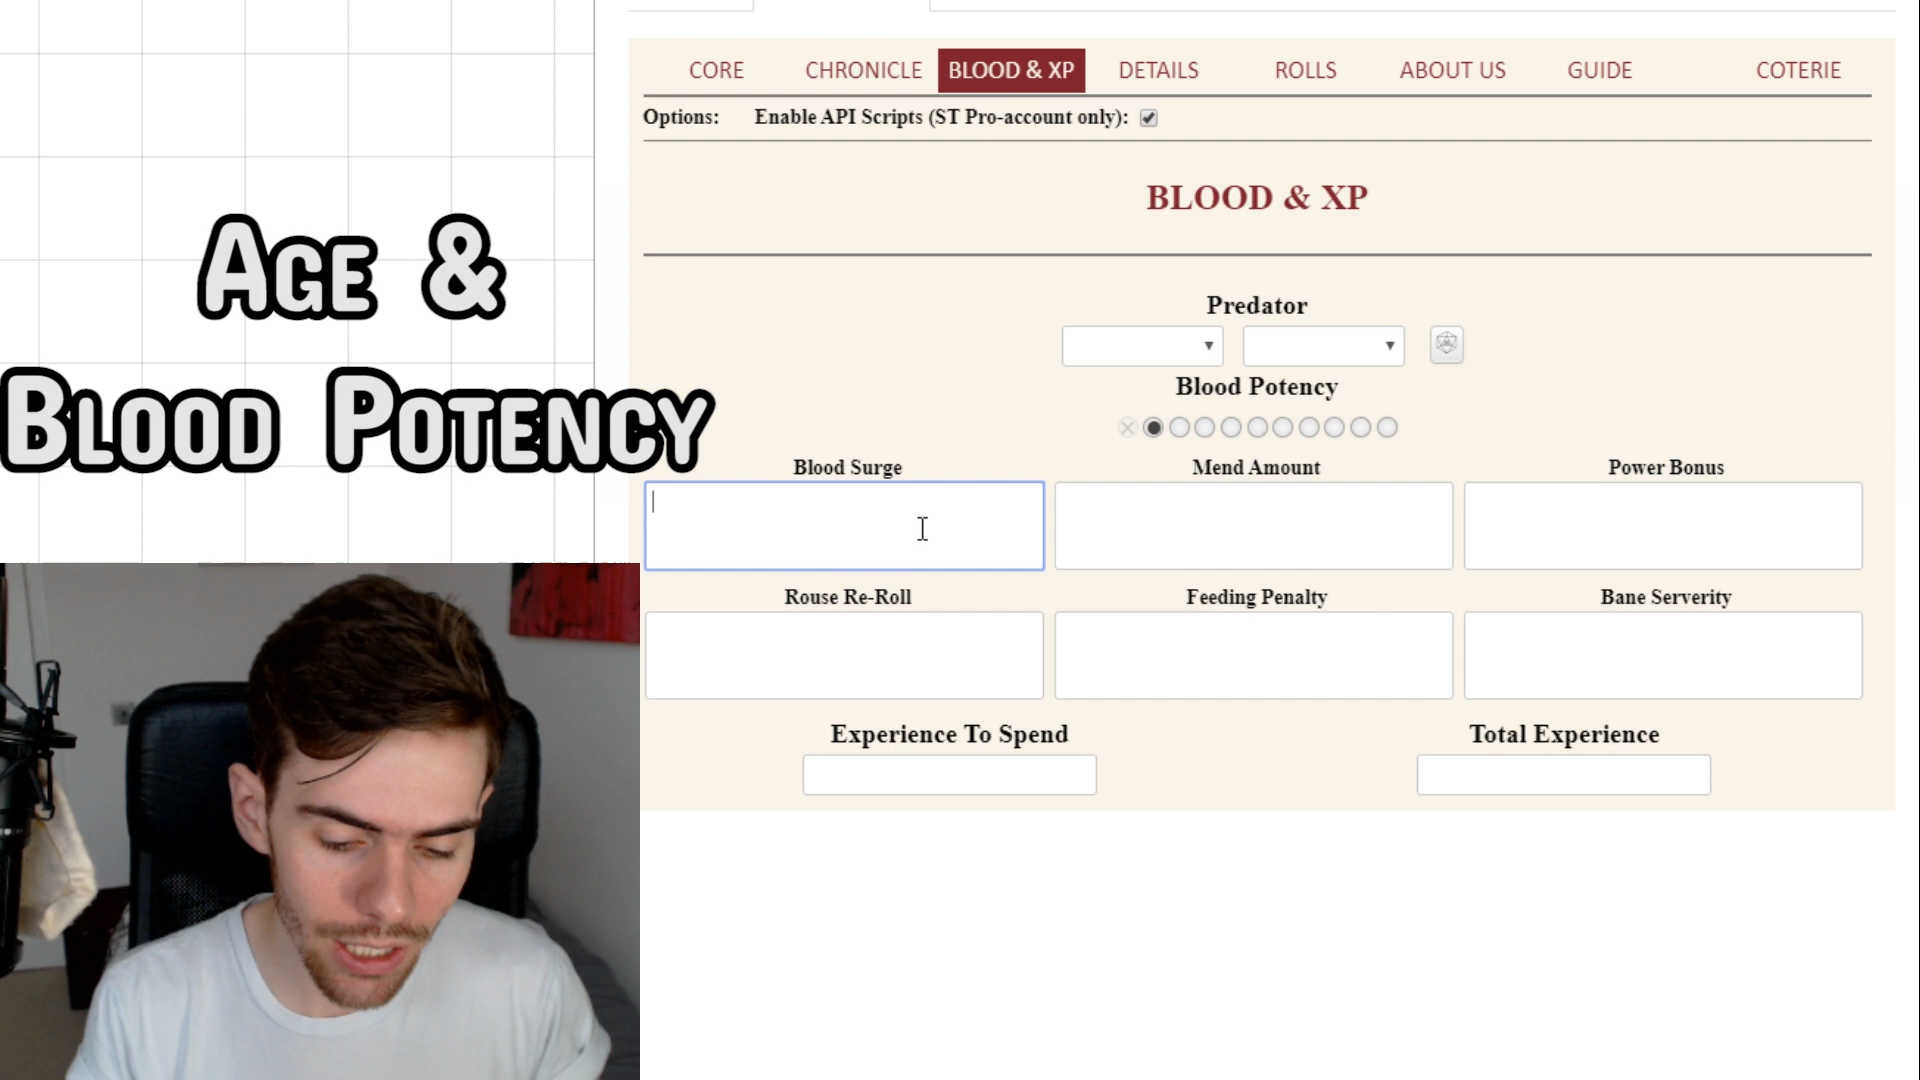 CORE CHRONICLE BLOOD & XP DETAILS ROLLS ABOUT US GUIDE COTERIE
Options: Enable API Scripts (ST Pro-account only):
BLOOD & XP
Predator
Blood Potency
Blood Surge Mend Amount Power Bonus
Rouse Re-Roll Feeding Penalty Bane Serverity
Experience To Spend Total Experience
AGE &
BLOOD POTENCY